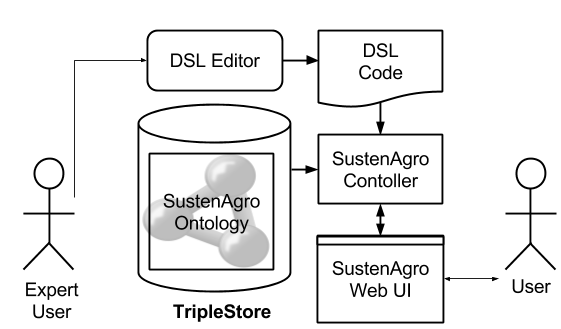 DSL Editor
DSL
Code
SustenAgro
Ontology
SustenAgro
Contoller
SustenAgro
Web UI
Expert
User
User
TripleStore